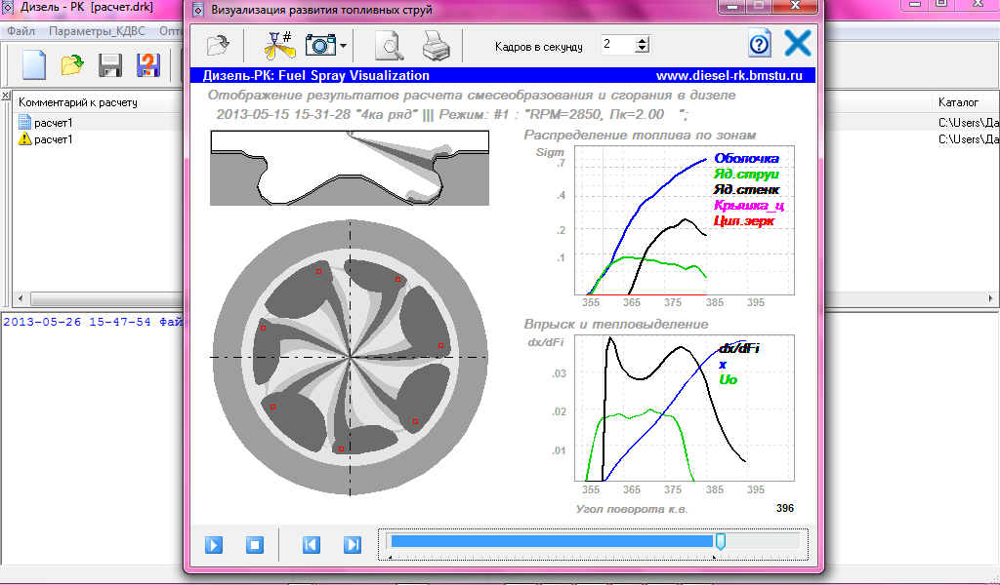 Дизель - РК [расчет.drk]
Файл Параметры_КДВС
Комментарий к расчету
расчет1
расчет1
2013-05-26 15-47-54
Визуализация развития топливных струй
#
Кадров в секунду 2
Дизель-РК: Fuel Spray Visualization www.diesel-rk.bmstu.ru
Отображение результатов расчета смесеобразования и сгорания в дизеле
2013-05-15 15-31-28 "4ка ряд" ||| Режим: #1 : "RPM=2850, Пк=2.00 ";
Распределение топлива по зонам
Sigm
.7
.4
.2
.1
Оболочка
Яд.струи
Яд.стенк
Крышка_ц
Цил.зерк
355 365 375 385 395
Впрыск и тепловыделение
dx/dFi
.03
.02
.01
dx/dFi
x
Uo
355 365 375 385 395
Угол поворота к.в. 396
Каталог
C:\Users\Да
C:\Users\Да